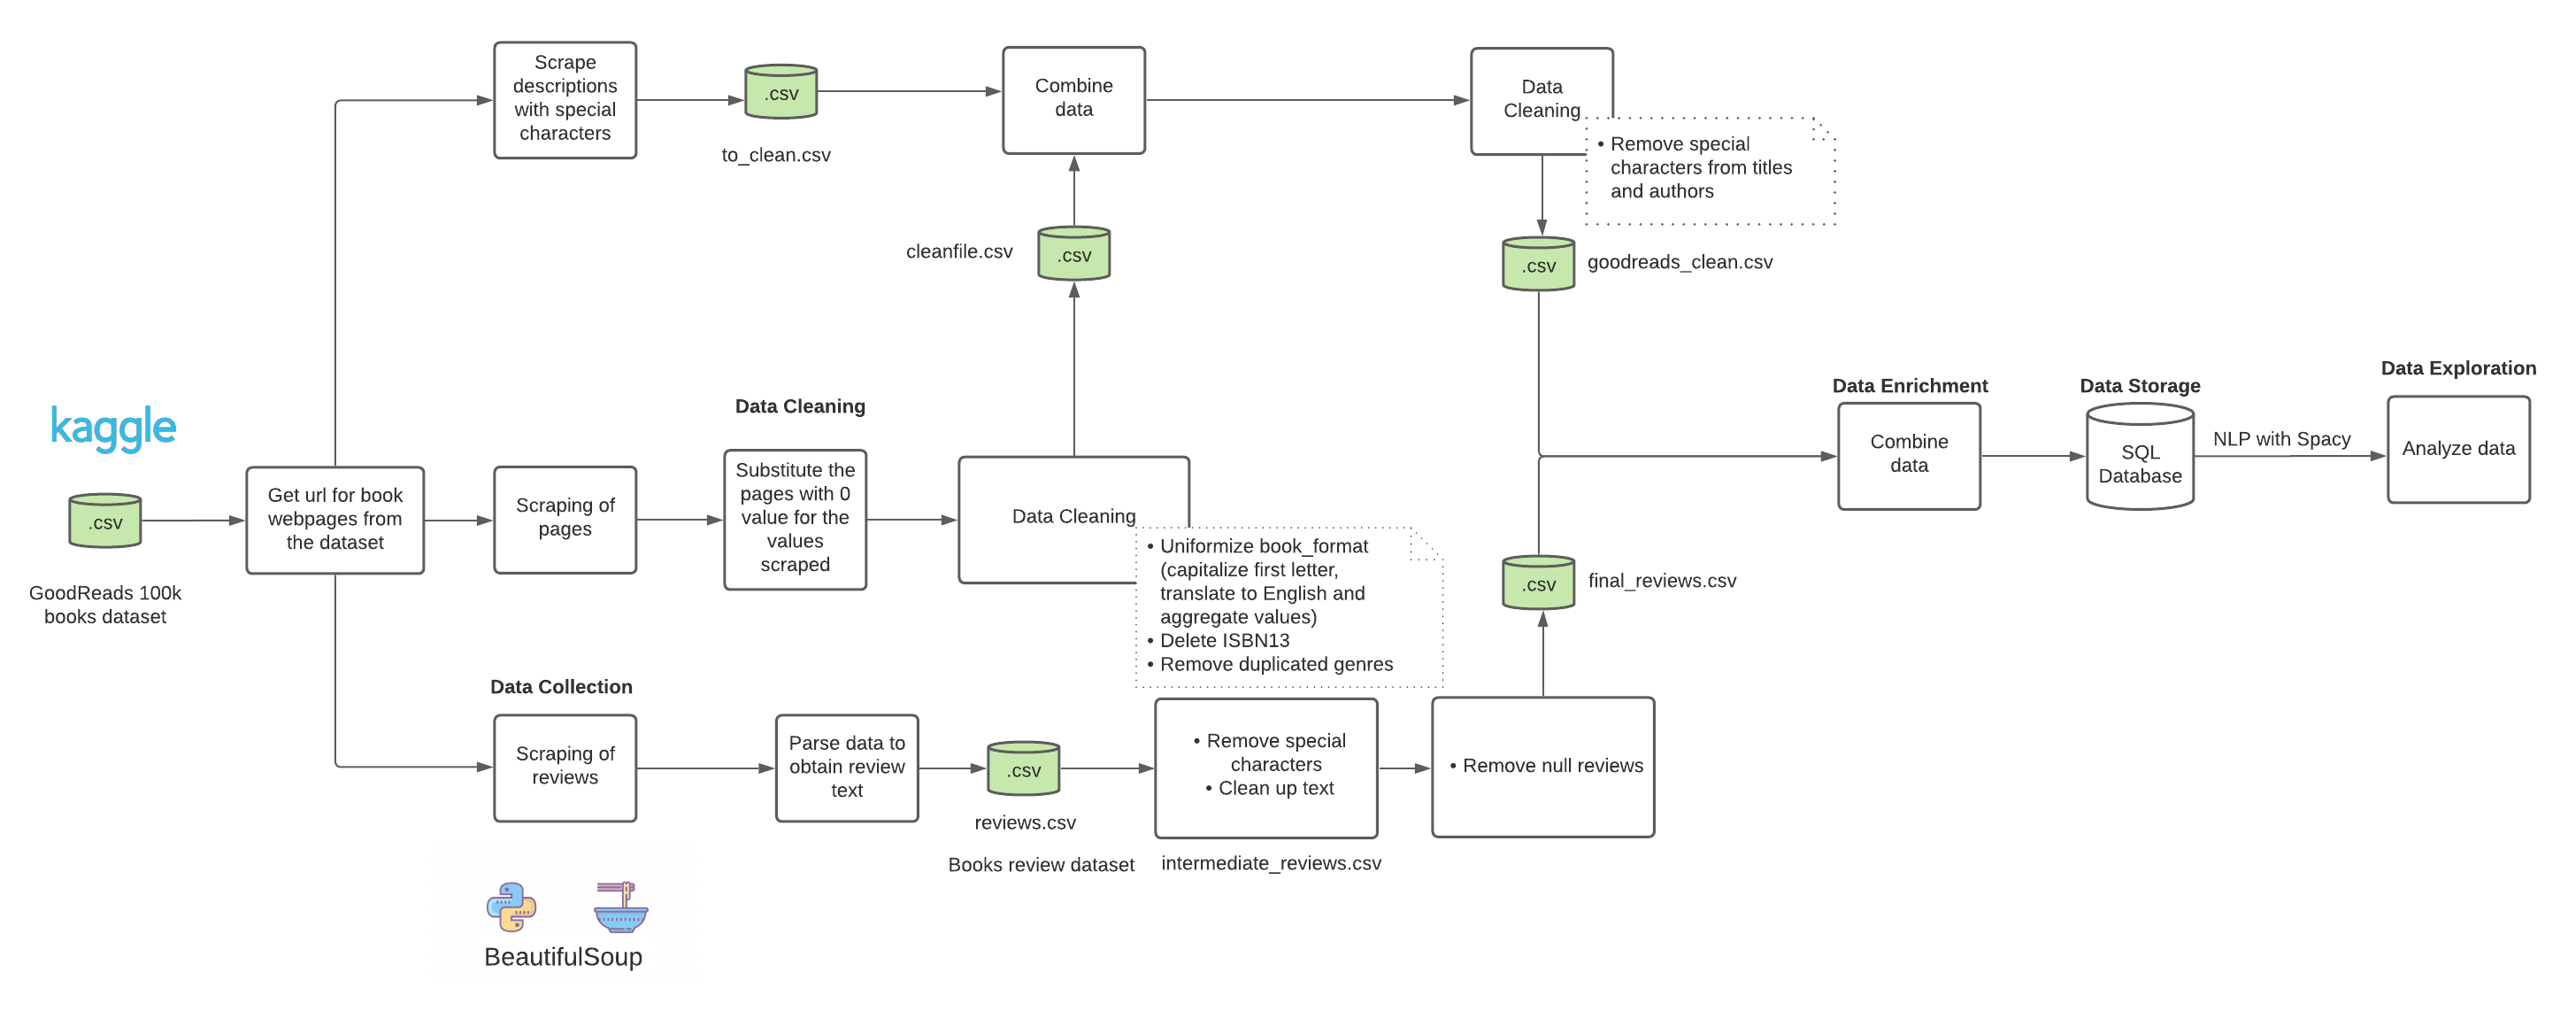 Scrape
descriptions
with special
characters
.csv
to_clean.csv
Combine
data
Data
Cleaning
• Remove special
characters from titles
and authors
cleanfile.csv
.csv
.csv
goodreads_clean.csv
kaggle
.csv
GoodReads 100k
books dataset
Get url for book
webpages from
the dataset
Scraping of
pages
Data Cleaning
Substitute the
pages with 0
value for the
values
scraped
Data Cleaning
• Uniformize book_format
(capitalize first letter,
translate to English and
aggregate values)
• Delete ISBN13
• Remove duplicated genres
Data Enrichment
Combine
data
Data Storage
SQL
Database
NLP with Spacy
Data Exploration
Analyze data
.csv
final_reviews.csv
Data Collection
Scraping of
reviews
Parse data to
obtain review
text
.csv
reviews.csv
Books review dataset
• Remove special
characters
• Clean up text
intermediate_reviews.csv
• Remove null reviews
BeautifulSoup